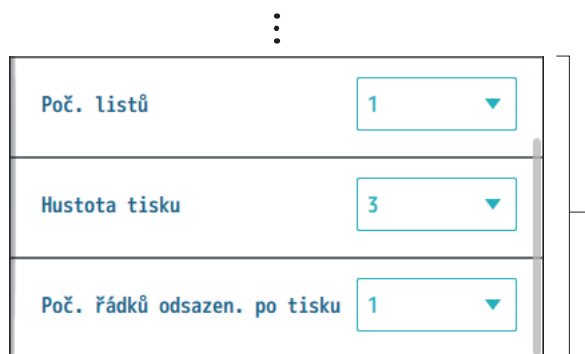 Poč. listů 1
Hustota tisku 3
Poč. řádků odsazen. po tisku 1